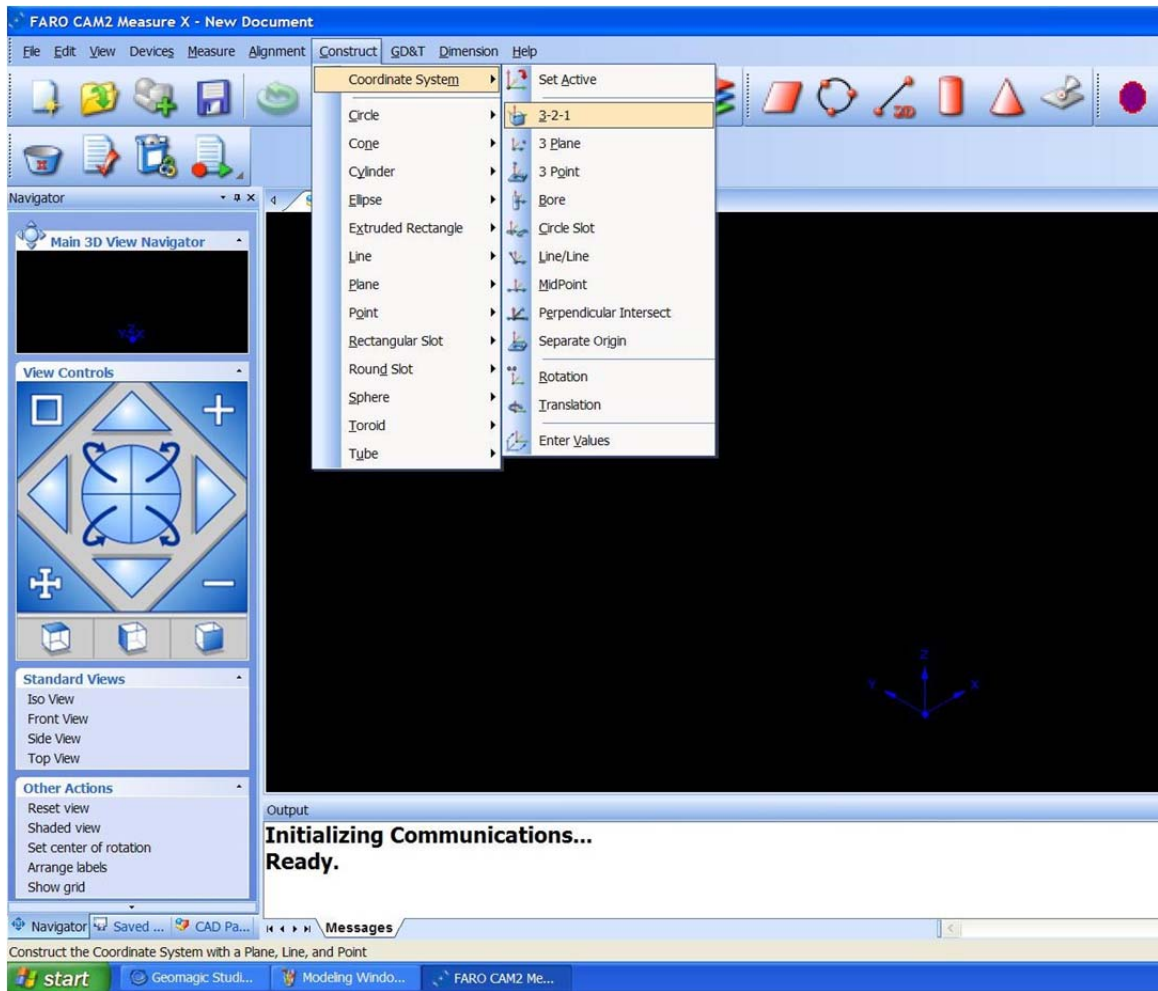 FARO CAM2 Measure X - New Document
File Edit View Devices Measure Alignment Construct GD&T Dimension Help
Coordinate System
Circle
Cone
Cylinder
Ellipse
Extruded Rectangle
Line
Plane
Point
Rectangular Slot
Round Slot
Sphere
Toroid
Tube
Set Active
3-2-1
3 Plane
3 Point
Bore
Circle Slot
Line/Line
MidPoint
Perpendicular Intersect
Separate Origin
Rotation
Translation
Enter Values
2D
Navigator
Main 3D View Navigator
Y Z X
View Controls
Standard Views
Iso View
Front View
Side View
Top View
Other Actions
Reset view
Shaded view
Set center of rotation
Arrange labels
Show grid
Z
Y X
Output
Initializing Communications...
Ready.
Navigator Saved ... CAD Pa... Messages
Construct the Coordinate System with a Plane, Line, and Point
start Geomagic Studi... Modeling Windo... FARO CAM2 Me...